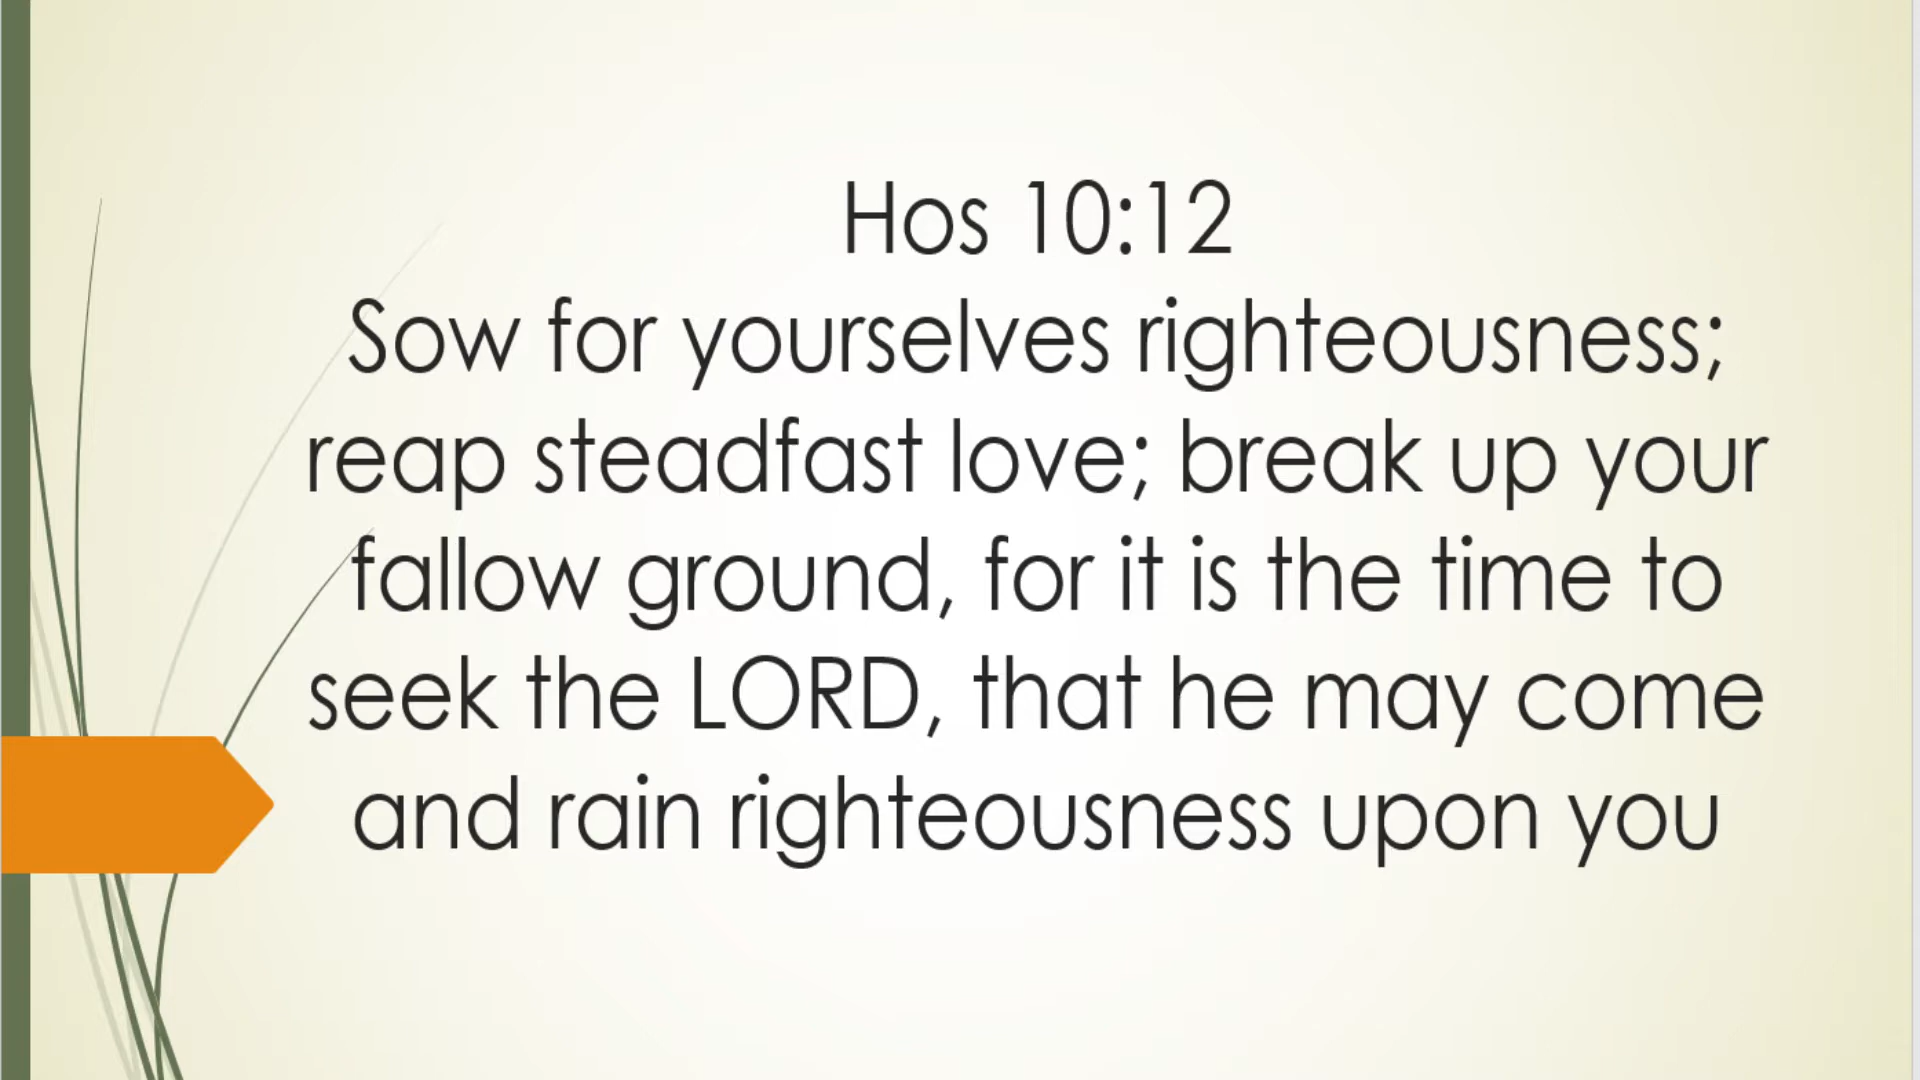 Hos 10:12
Sow for yourselves righteousness;
reap steadfast love; break up your
fallow ground, for it is the time to
seek the LORD, that he may come
and rain righteousness upon you